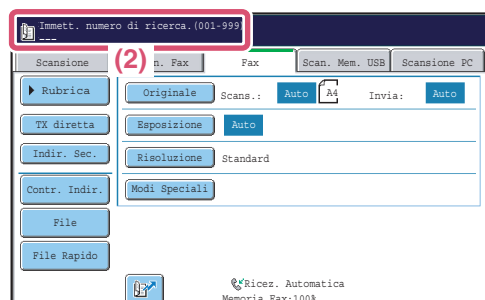 Immett. numero di ricerca.(001-999)
---
(2)
Scansione
n. Fax
Fax
Scan. Mem. USB
Scansione PC
Rubrica
Originale
Scans.:
Auto
A4
Invia:
Auto
TX diretta
Esposizione
Auto
Indir. Sec.
Risoluzione
Standard
Contr. Indir.
Modi Speciali
File
File Rapido
Ricez. Automatica
Memoria Fax:100%